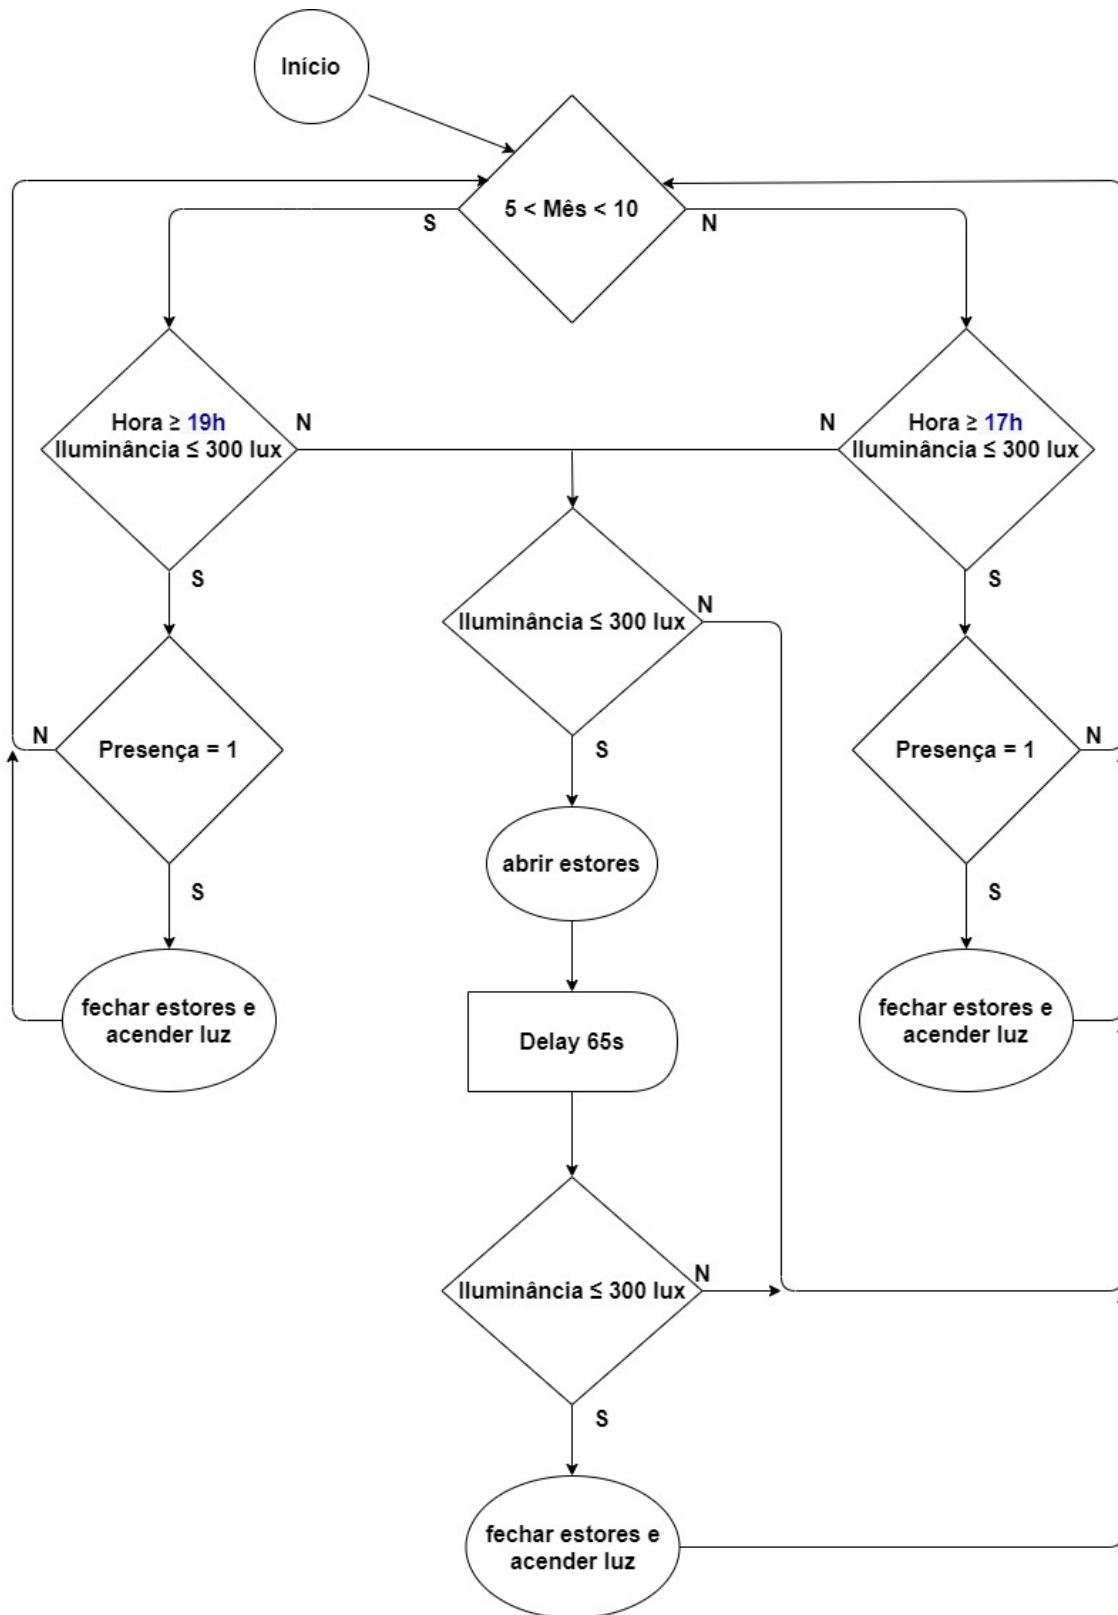 Início
5 < Mês < 10
S
N
Hora ≥ 19h
Iluminância ≤ 300 lux
N
N
Hora ≥ 17h
Iluminância ≤ 300 lux
S
S
Iluminância ≤ 300 lux
N
N
Presença = 1
S
Presença = 1
N
S
abrir estores
S
fechar estores e
acender luz
Delay 65s
fechar estores e
acender luz
Iluminância ≤ 300 lux
N
S
fechar estores e
acender luz